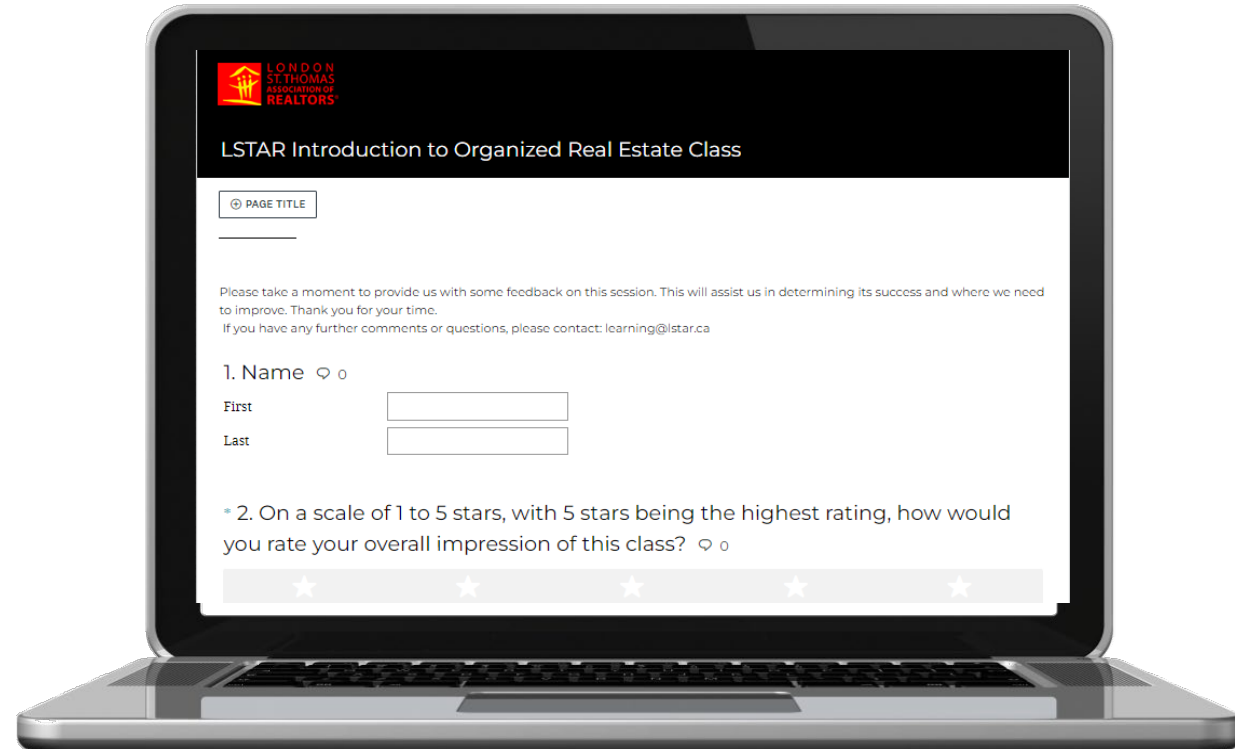 LONDON
ST. THOMAS
ASSOCIATION OF
REALTORS®
LSTAR Introduction to Organized Real Estate Class
PAGE TITLE
Please take a moment to provide us with some feedback on this session. This will assist us in determining its success and where we need
to improve. Thank you for your time.
If you have any further comments or questions, please contact: learning@lstar.ca
1. Name 0
First
Last
* 2. On a scale of 1 to 5 stars, with 5 stars being the highest rating, how would
you rate your overall impression of this class? 0